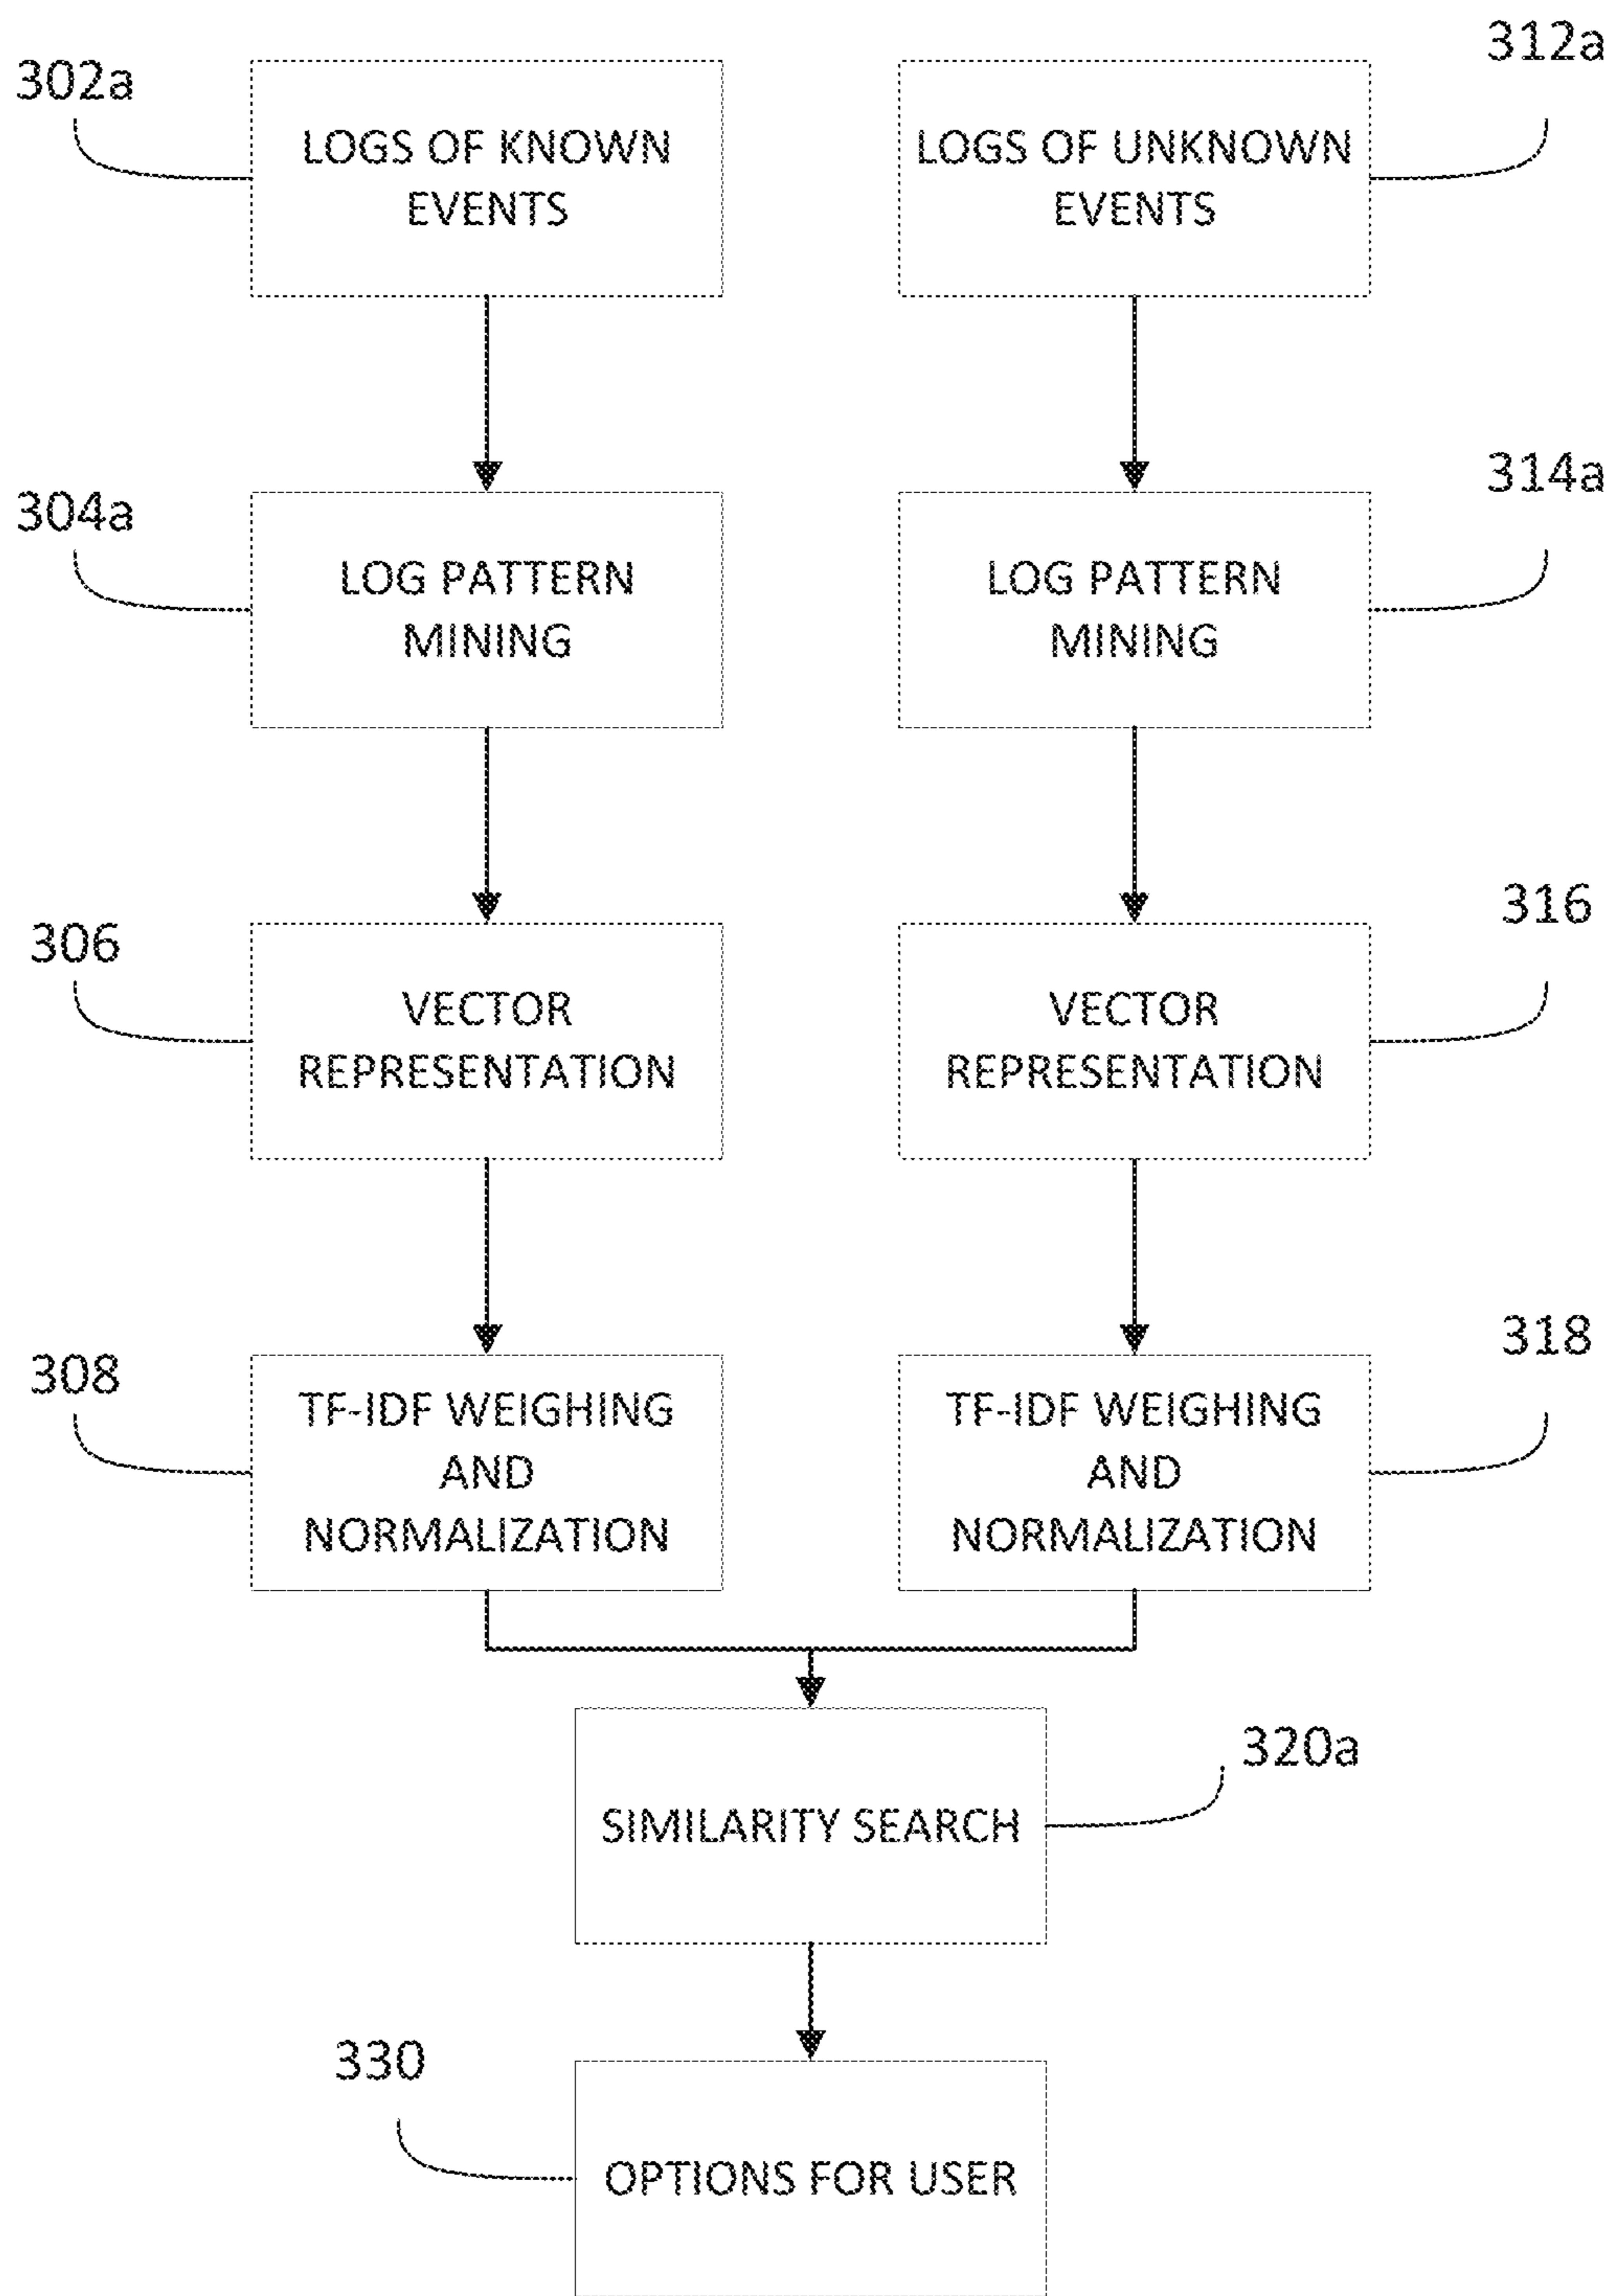 302a
LOGS OF KNOWN
EVENTS
312a
LOGS OF UNKNOWN
EVENTS
304a
LOG PATTERN
MINING
314a
LOG PATTERN
MINING
306
VECTOR
REPRESENTATION
316
VECTOR
REPRESENTATION
308
TF-IDF WEIGHING
AND
NORMALIZATION
318
TF-IDF WEIGHING
AND
NORMALIZATION
320a
SIMILARITY SEARCH
330
OPTIONS FOR USER